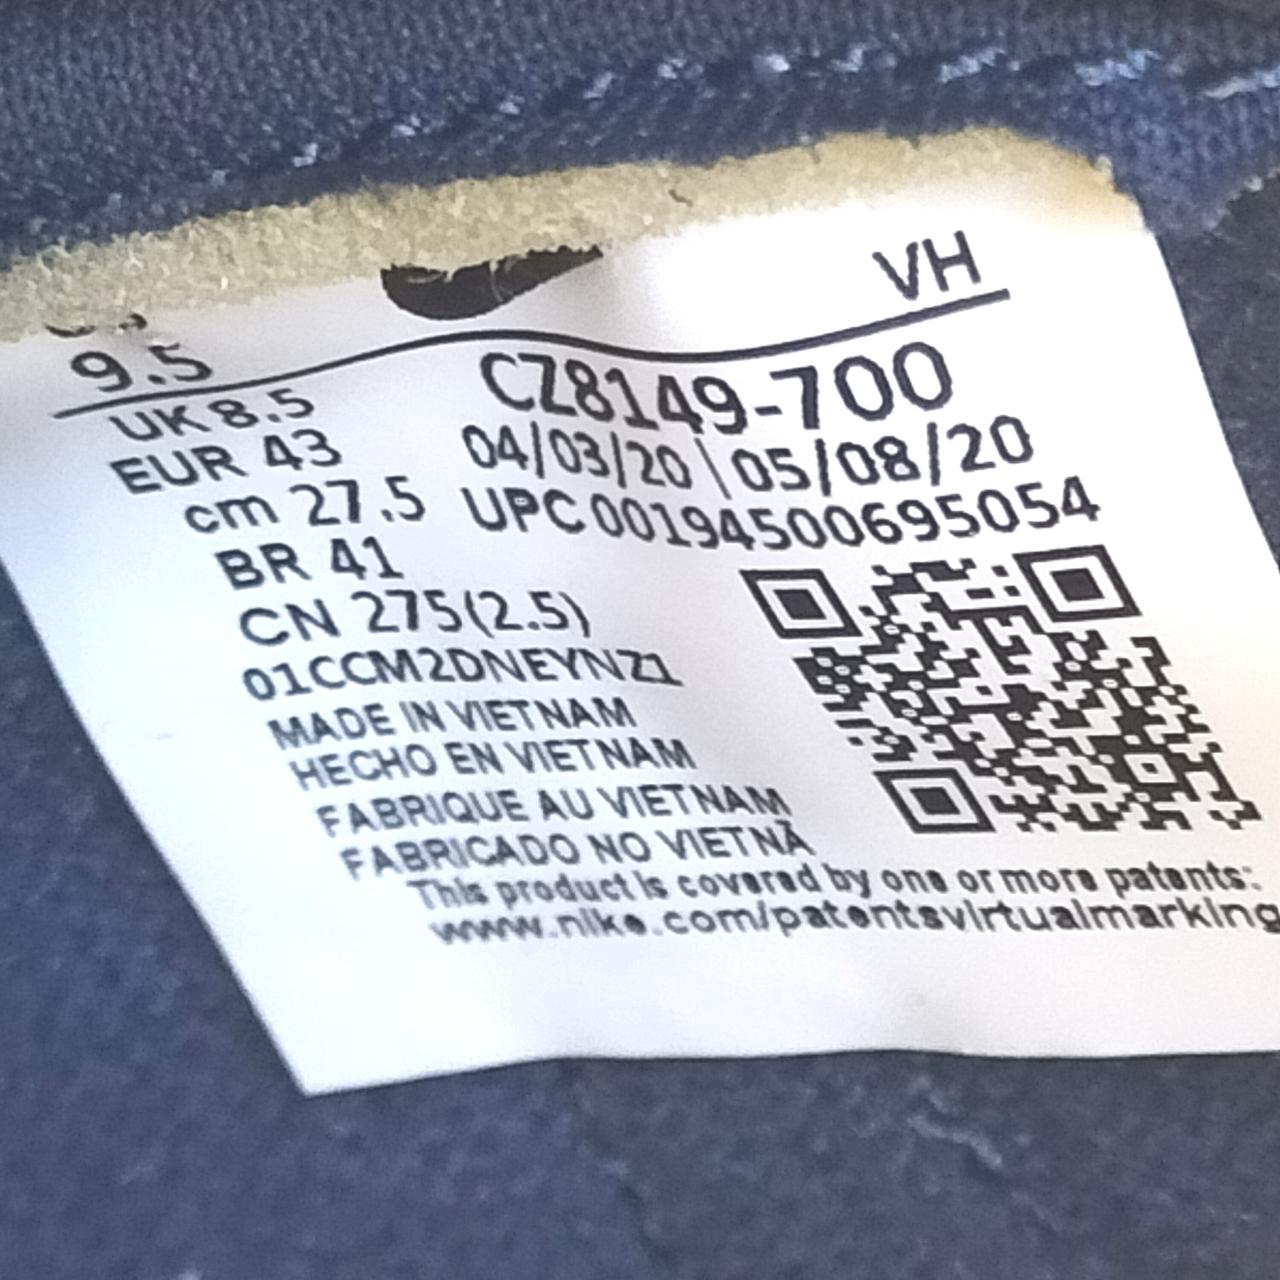 VH
9.5
UK 8.5
EUR 43
cm 27.5
BR 41
CN 275(2.5)
CZ8149-700
04/03/20 | 05/08/20
UPC 00194500695054
01CCM2DNEYNZ1
MADE IN VIETNAM
HECHO EN VIETNAM
FABRIQUE AU VIETNAM
FABRICADO NO VIETNÃ
This product is covered by one or more patents:
www.nike.com/patentsvirtualmarking